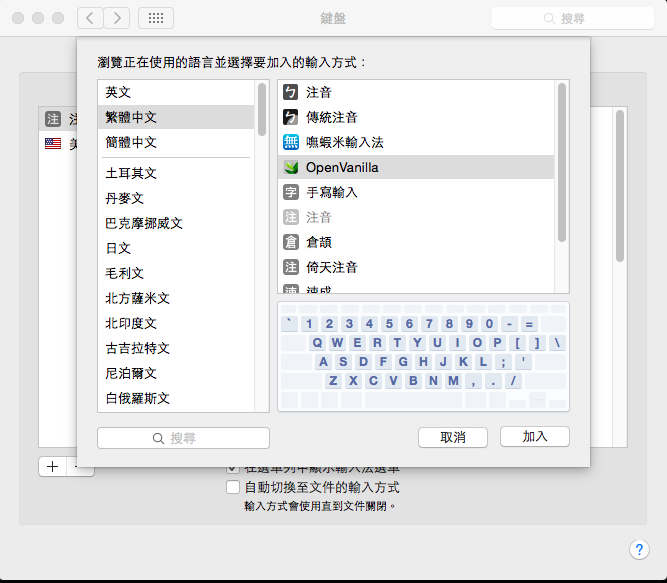 鍵盤
搜尋
瀏覽正在使用的語言並選擇要加入的輸入方式：
英文
繁體中文
簡體中文
土耳其文
丹麥文
巴克摩挪威文
日文
毛利文
北方薩米文
北印度文
古吉拉特文
尼泊爾文
白俄羅斯文
ㄅ 注音
ㄅ 傳統注音
無 嘸蝦米輸入法
OpenVanilla
字 手寫輸入
注 注音
倉 倉頡
注 倚天注音
速 速成
注
` 1 2 3 4 5 6 7 8 9 0 - =
Q W E R T Y U I O P [ ] \
A S D F G H J K L ; '
Z X C V B N M , . /
搜尋
取消
加入
+
在選單列中顯示輸入法選單
自動切換至文件的輸入方式
輸入方式會使用直到文件關閉。
?